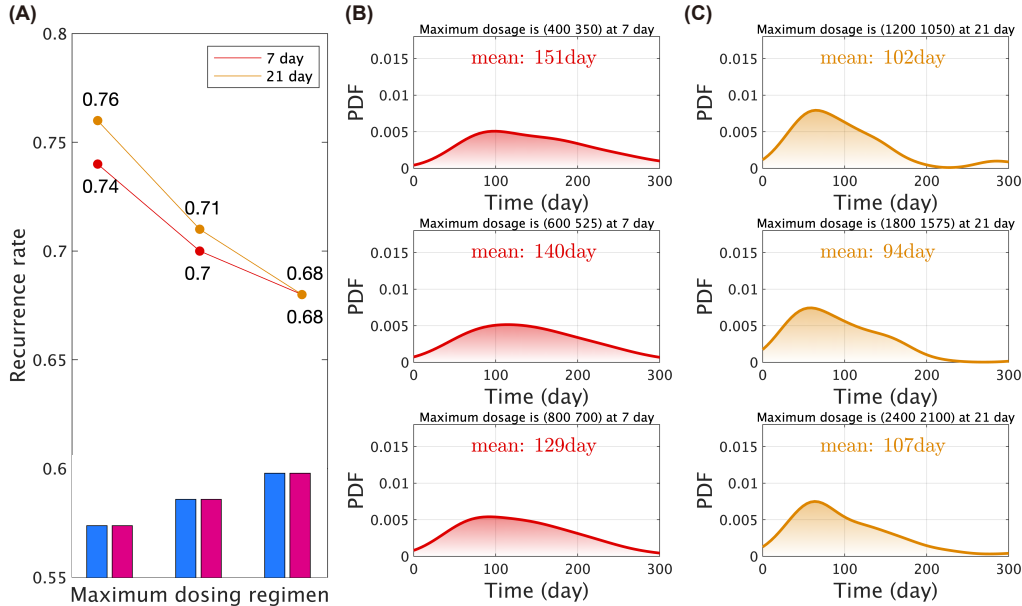 (A)
0.8
0.75
0.7
0.65
0.6
0.55
Recurrence rate
7 day
21 day
0.76
0.74
0.71
0.7
0.68
0.68
Maximum dosing regimen
(B)
Maximum dosage is (400 350) at 7 day
mean: 151day
PDF
0.015
0.01
0.005
0
0 100 200 300
Time (day)
Maximum dosage is (600 525) at 7 day
mean: 140day
PDF
0.015
0.01
0.005
0
0 100 200 300
Time (day)
Maximum dosage is (800 700) at 7 day
mean: 129day
PDF
0.015
0.01
0.005
0
0 100 200 300
Time (day)
(C)
Maximum dosage is (1200 1050) at 21 day
mean: 102day
PDF
0.015
0.01
0.005
0
0 100 200 300
Time (day)
Maximum dosage is (1800 1575) at 21 day
mean: 94day
PDF
0.015
0.01
0.005
0
0 100 200 300
Time (day)
Maximum dosage is (2400 2100) at 21 day
mean: 107day
PDF
0.015
0.01
0.005
0
0 100 200 300
Time (day)